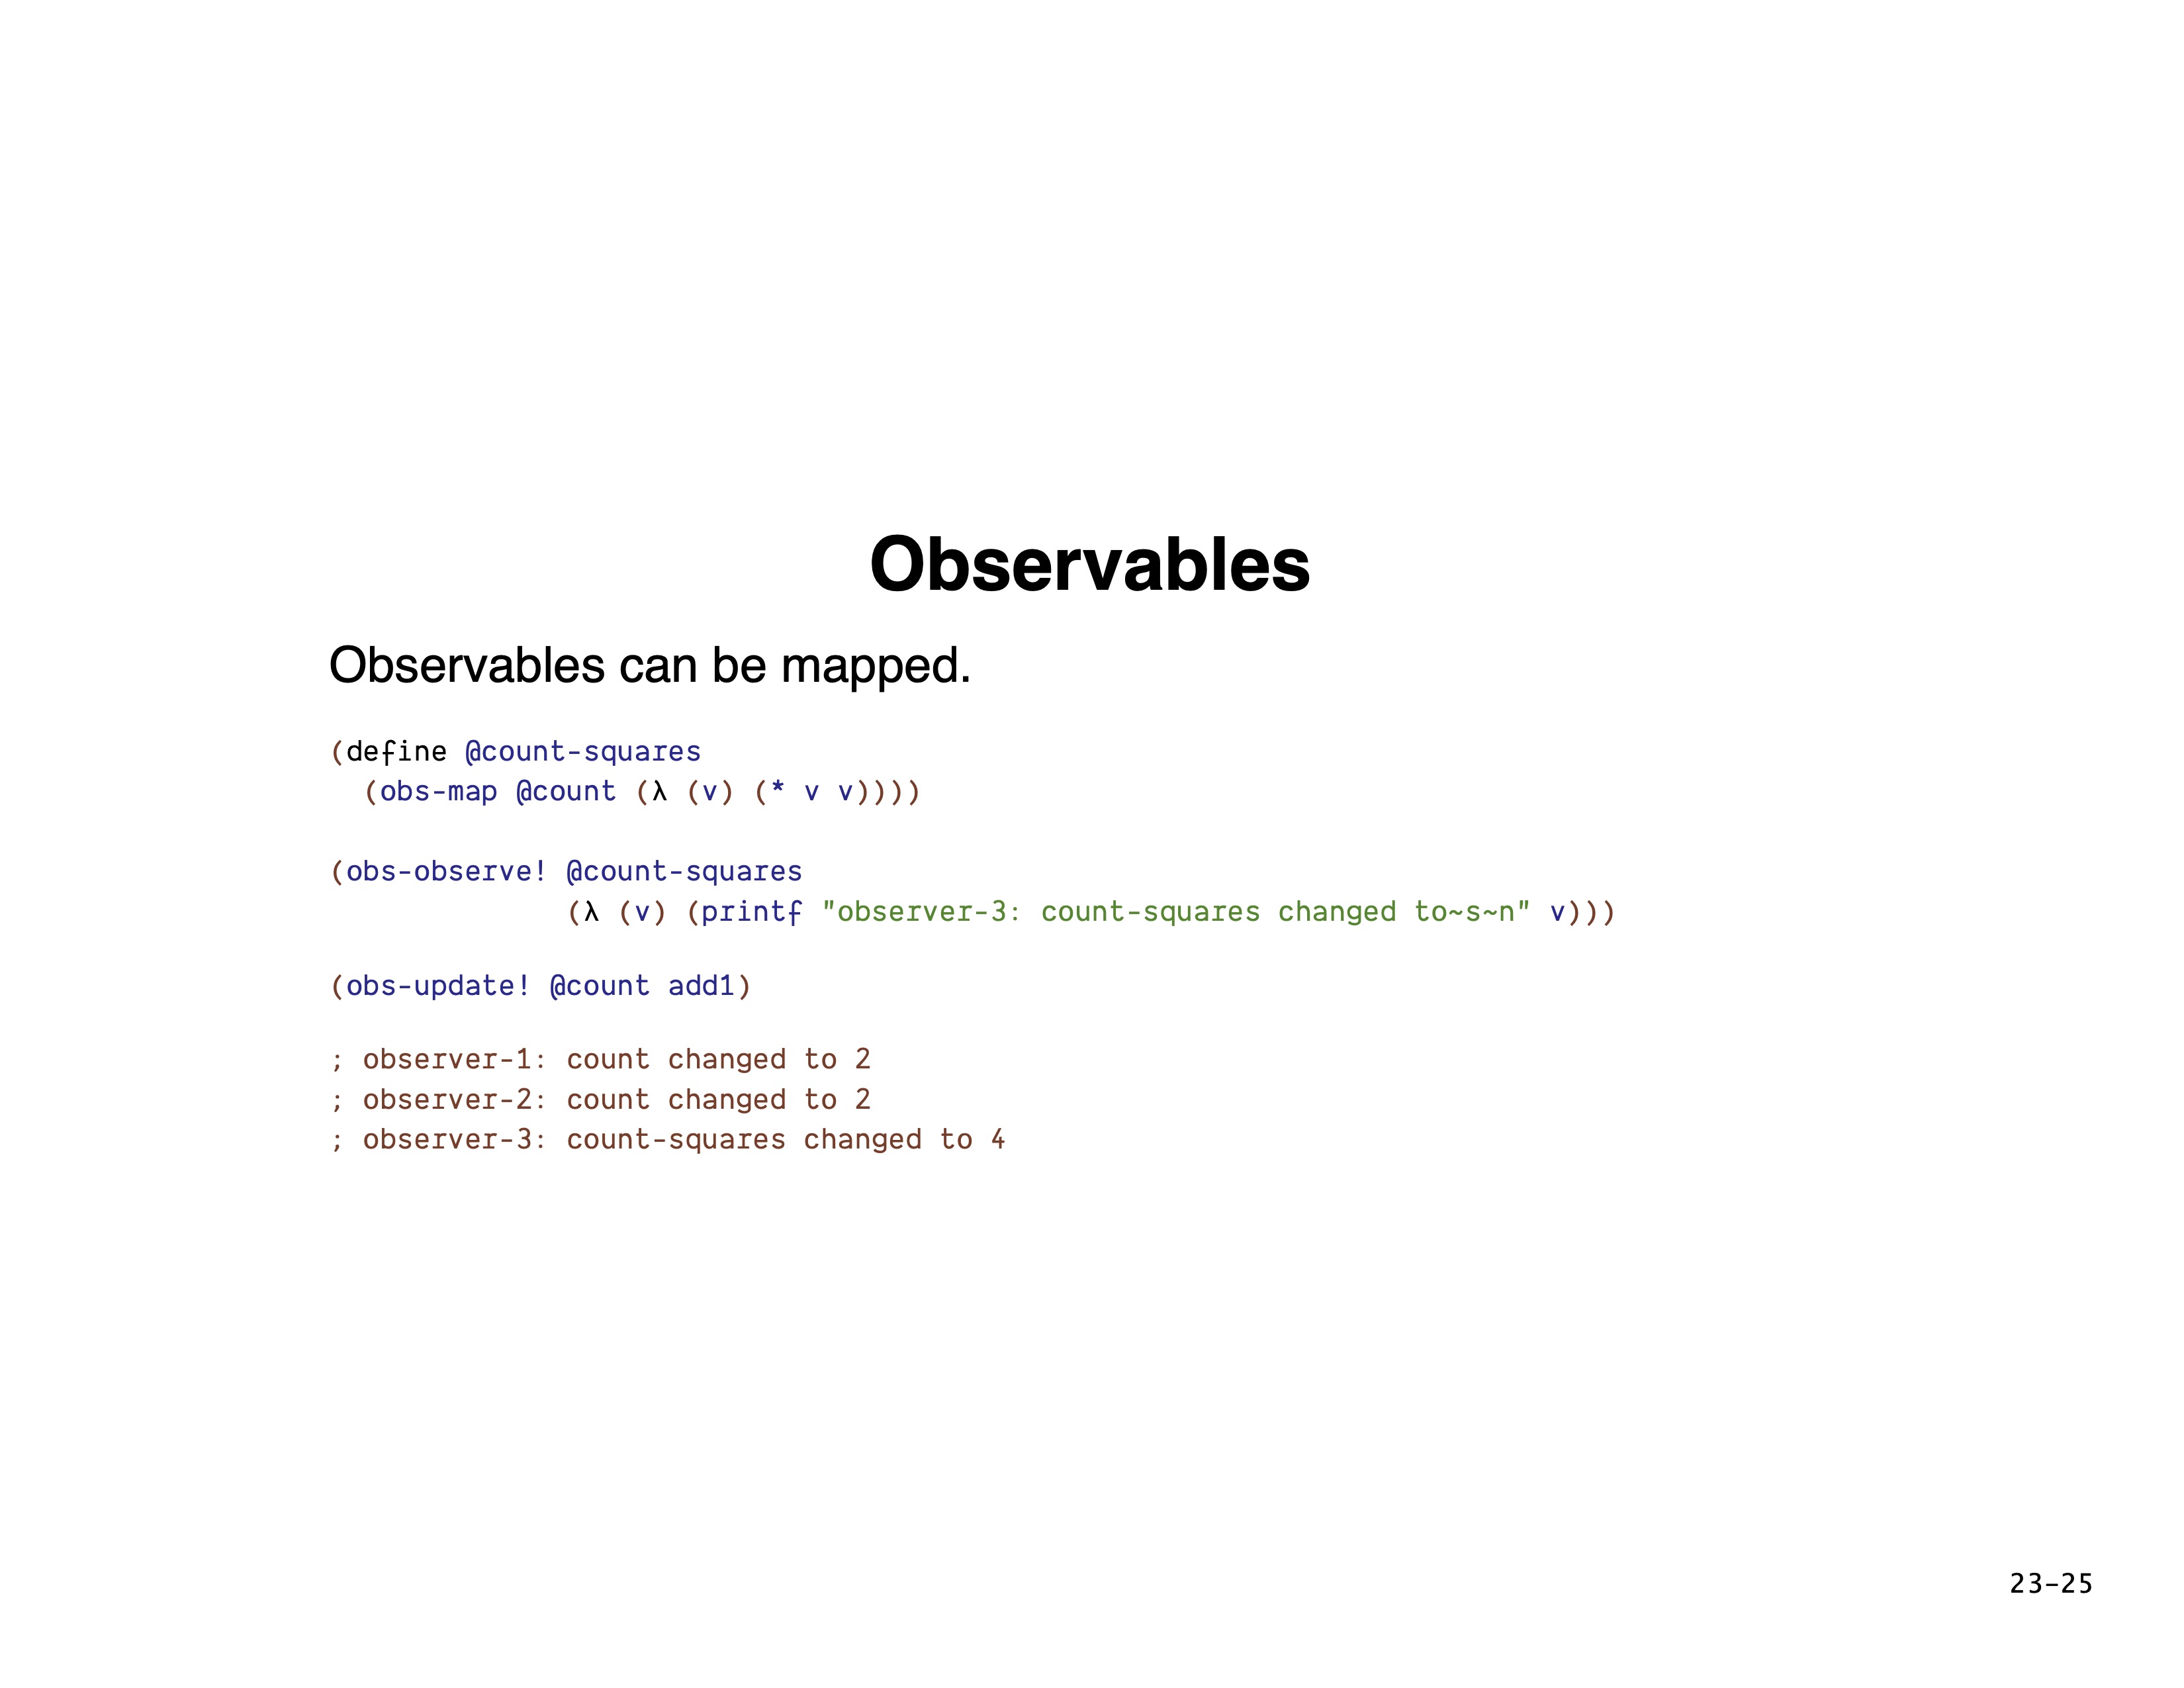 Observables
Observables can be mapped.
(define @count-squares
  (obs-map @count (λ (v) (* v v))))
(obs-observe! @count-squares
              (λ (v) (printf "observer-3: count-squares changed to~s~n" v)))
(obs-update! @count add1)
; observer-1: count changed to 2
; observer-2: count changed to 2
; observer-3: count-squares changed to 4
23-25